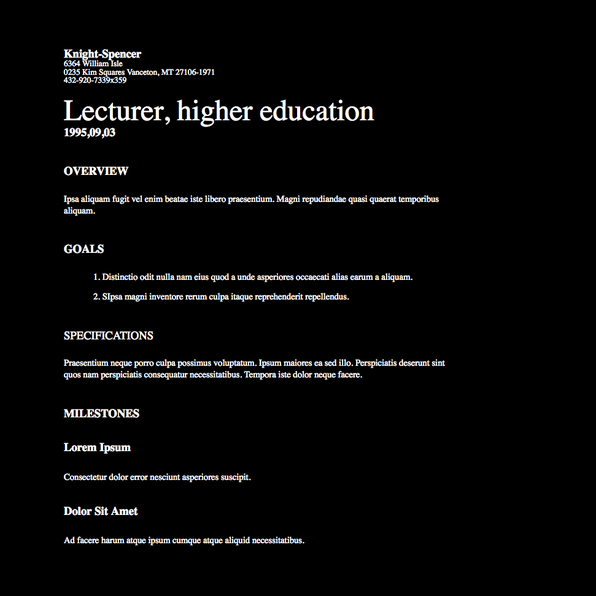 Knight-Spencer
6364 William Isle
0235 Kim Squares Vanceton, MT 27106-1971
432-920-7339x359
Lecturer, higher education
1995,09,03
OVERVIEW
Ipsa aliquam fugit vel enim beatae iste libero praesentium. Magni repudiandae quasi quaerat temporibus
aliquam.
GOALS
1. Distinctio odit nulla nam eius quod a unde asperiores occaecati alias earum a aliquam.
2. SIpsa magni inventore rerum culpa itaque reprehenderit repellendus.
SPECIFICATIONS
Praesentium neque porro culpa possimus voluptatum. Ipsum maiores ea sed illo. Perspiciatis deserunt sint
quos nam perspiciatis consequatur necessitatibus. Tempora iste dolor neque facere.
MILESTONES
Lorem Ipsum
Consectetur dolor error nesciunt asperiores suscipit.
Dolor Sit Amet
Ad facere harum atque ipsum cumque atque aliquid necessitatibus.